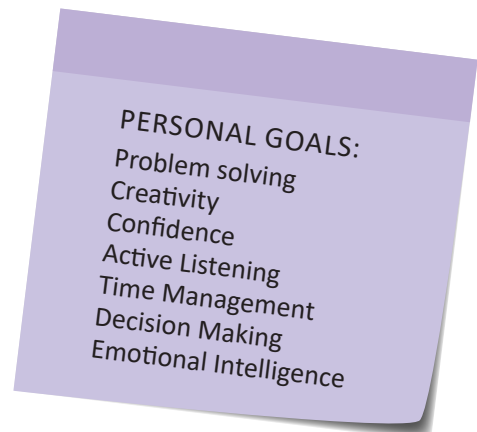 PERSONAL GOALS:
Problem solving
Creativity
Confidence
Active Listening
Time Management
Decision Making
Emotional Intelligence